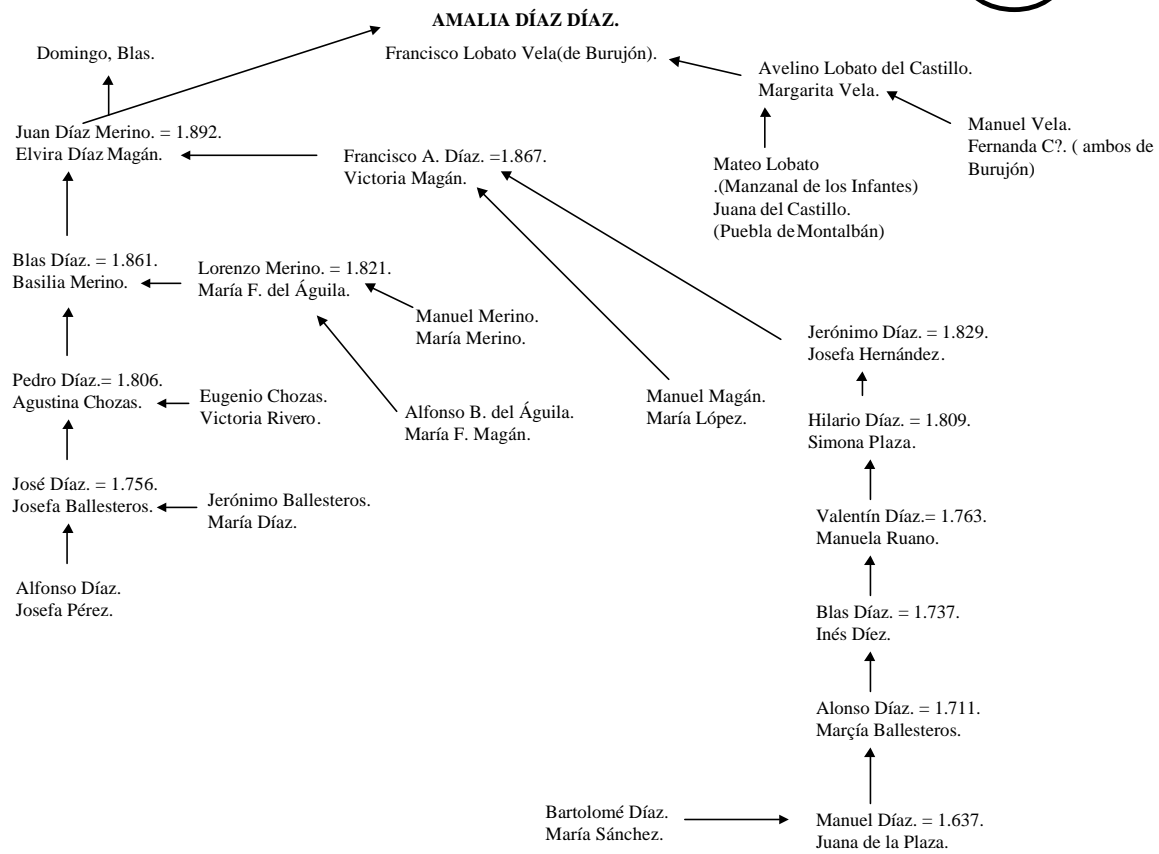 AMALIA DÍAZ DÍAZ.
Francisco Lobato Vela(de Burujón).
Domingo, Blas.
Avelino Lobato del Castillo.
Margarita Vela.
Juan Díaz Merino. = 1.892.
Elvira Díaz Magán.
Francisco A. Díaz. =1.867.
Victoria Magán.
Manuel Vela.
Fernanda C?. ( ambos de
Burujón)
Mateo Lobato
.(Manzanal de los Infantes)
Juana del Castillo.
(Puebla de Montalbán)
Blas Díaz. = 1.861.
Basilia Merino.
Lorenzo Merino. = 1.821.
María F. del Águila.
Manuel Merino.
María Merino.
Jerónimo Díaz. = 1.829.
Josefa Hernández.
Pedro Díaz.= 1.806.
Agustina Chozas.
Eugenio Chozas.
Victoria Rivero.
Alfonso B. del Águila.
María F. Magán.
Manuel Magán.
María López.
Hilario Díaz. = 1.809.
Simona Plaza.
José Díaz. = 1.756.
Josefa Ballesteros.
Jerónimo Ballesteros.
María Díaz.
Valentín Díaz.= 1.763.
Manuela Ruano.
Alfonso Díaz.
Josefa Pérez.
Blas Díaz. = 1.737.
Inés Díez.
Alonso Díaz. = 1.711.
Marçía Ballesteros.
Bartolomé Díaz.
María Sánchez.
Manuel Díaz. = 1.637.
Juana de la Plaza.